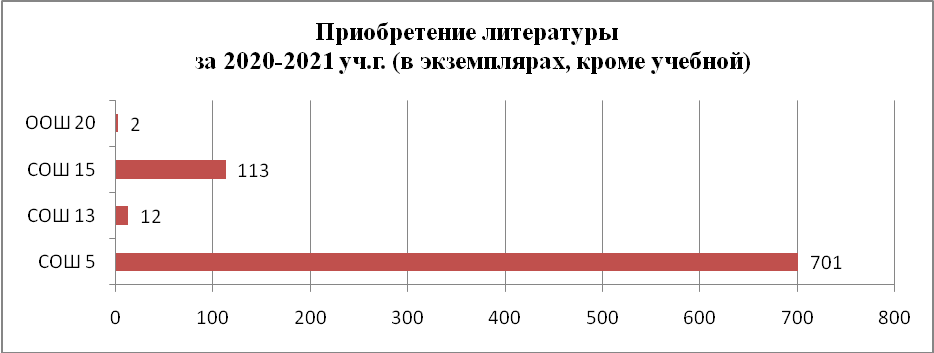 Приобретение литературы
за 2020-2021 уч.г. (в экземплярах, кроме учебной)
ООШ 20 2
СОШ 15 113
СОШ 13 12
СОШ 5 701
0 100 200 300 400 500 600 700 800